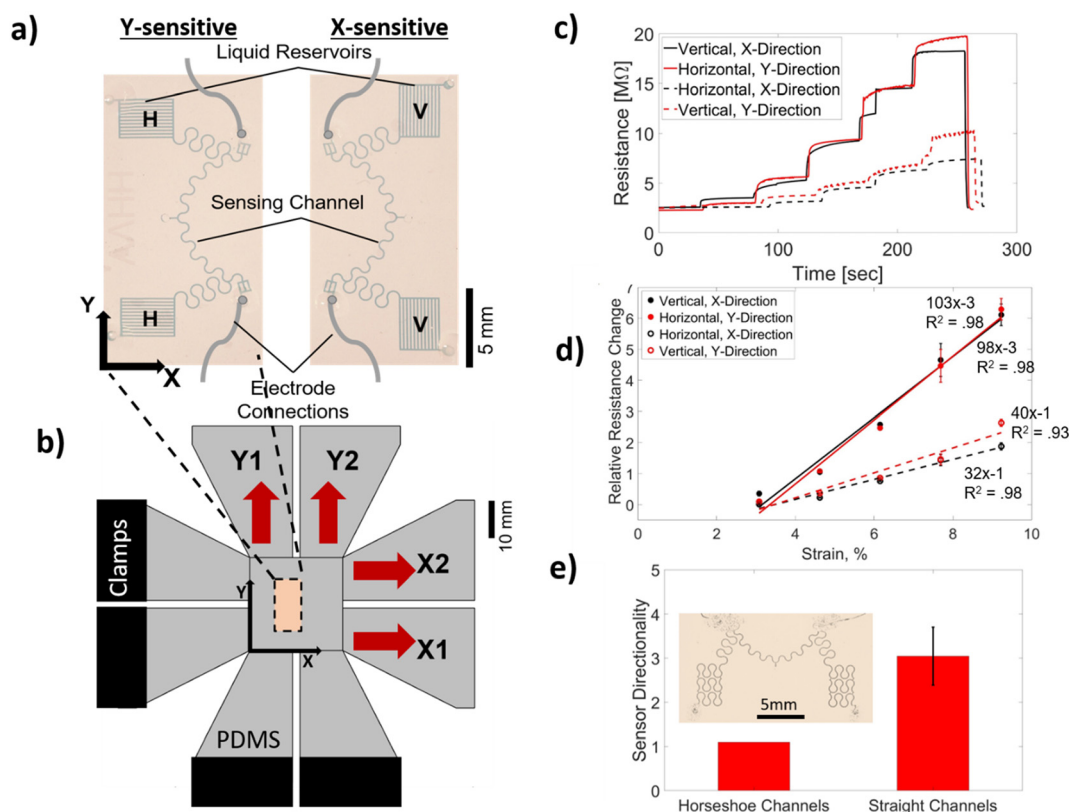 a)
Y-sensitive
X-sensitive
Liquid Reservoirs
H
V
Sensing Channel
H
V
Y
X
5 mm
Electrode
Connections
b)
Y1
Y2
10 mm
Clamps
X2
Y
X1
X
PDMS
c)
Resistance [MΩ]
20
15
10
5
0
Vertical, X-Direction
Horizontal, Y-Direction
Horizontal, X-Direction
Vertical, Y-Direction
0
100
200
300
Time [sec]
d)
Relative Resistance Change
7
6
5
4
3
2
1
0
Vertical, X-Direction
Horizontal, Y-Direction
Horizontal, X-Direction
Vertical, Y-Direction
103x-3
R² = .98
98x-3
R² = .98
40x-1
R² = .93
32x-1
R² = .98
0
2
4
6
8
10
Strain, %
e)
Sensor Directionality
5
4
3
2
1
0
5mm
Horseshoe Channels
Straight Channels